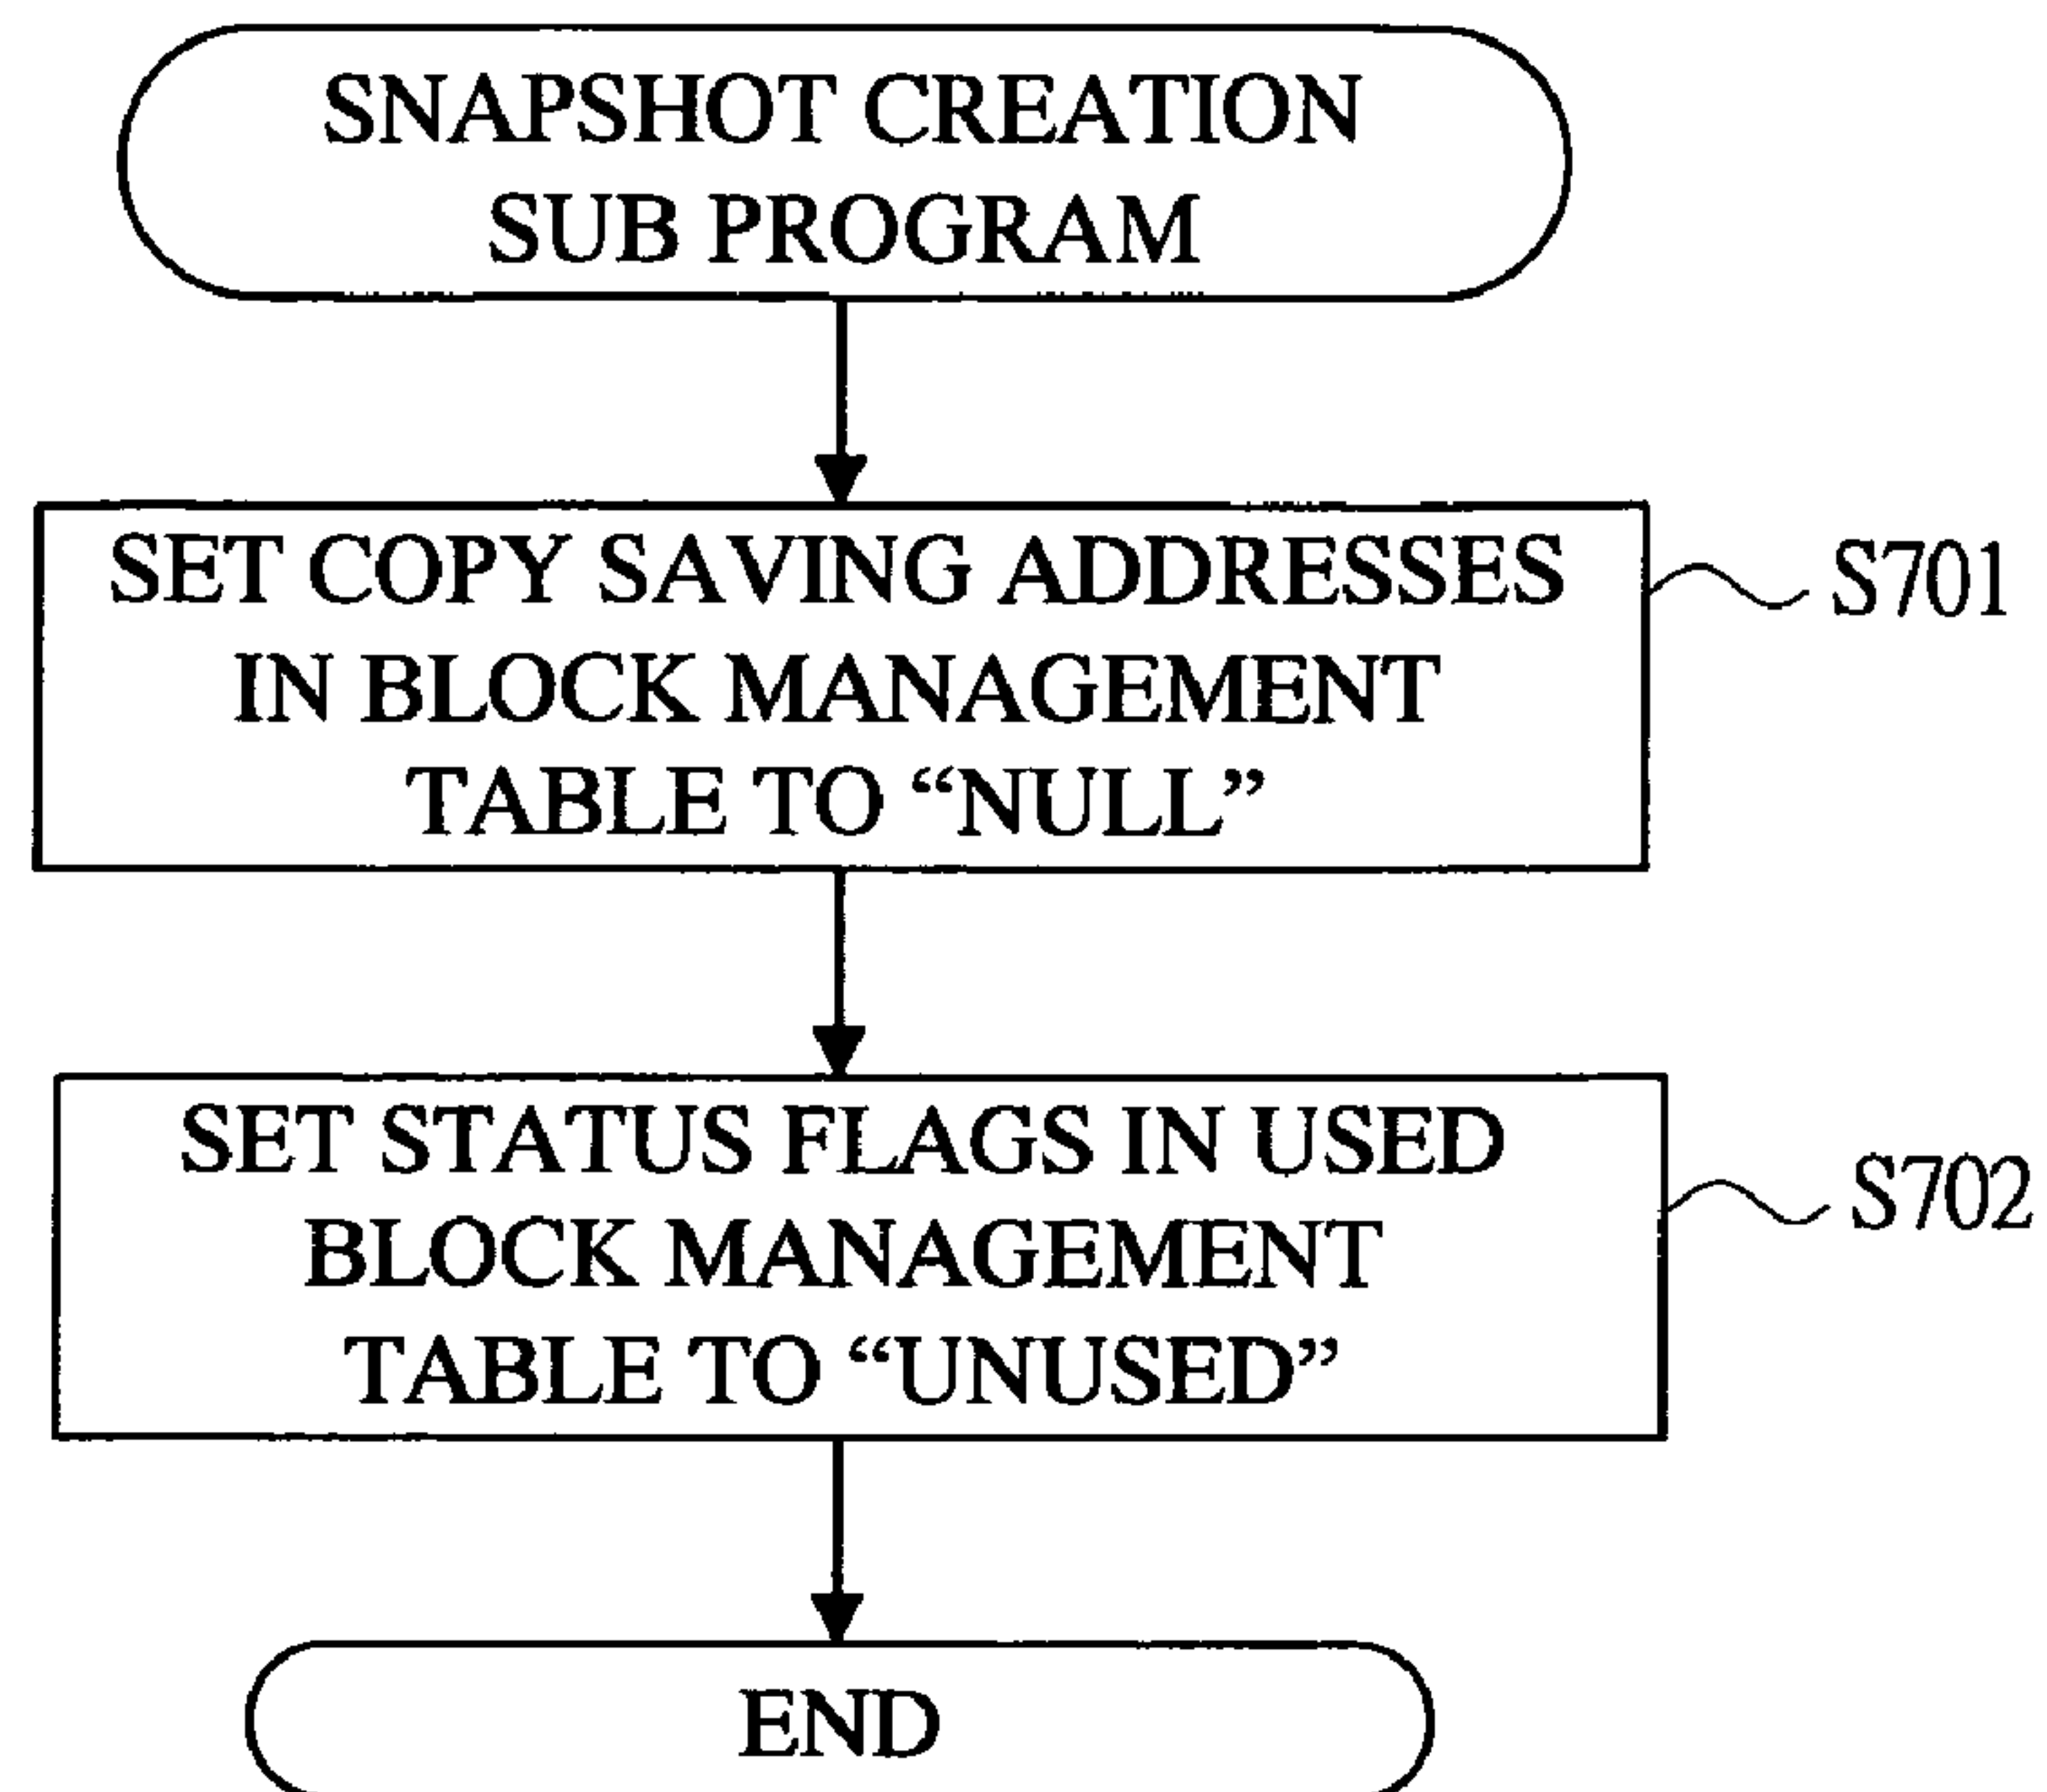 SNAPSHOT CREATION
SUB PROGRAM
SET COPY SAVING ADDRESSES
IN BLOCK MANAGEMENT
TABLE TO “NULL”
S701
SET STATUS FLAGS IN USED
BLOCK MANAGEMENT
TABLE TO “UNUSED”
S702
END